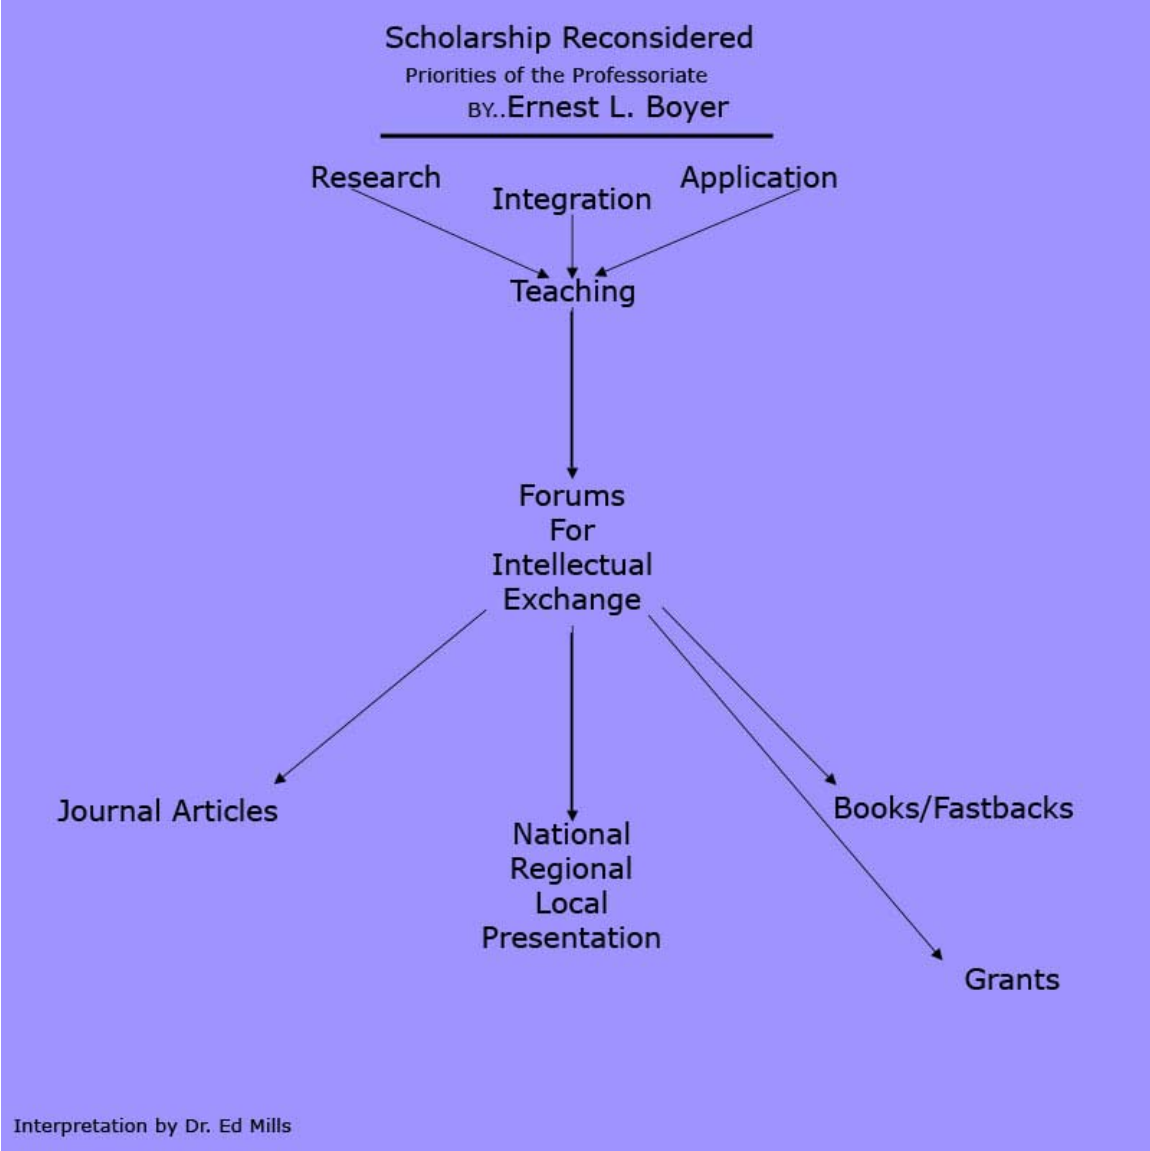 Scholarship Reconsidered
Priorities of the Professoriate
BY..Ernest L. Boyer
Research
Integration
Application
Teaching
Forums
For
Intellectual
Exchange
Journal Articles
National
Regional
Local
Presentation
Books/Fastbacks
Grants
Interpretation by Dr. Ed Mills